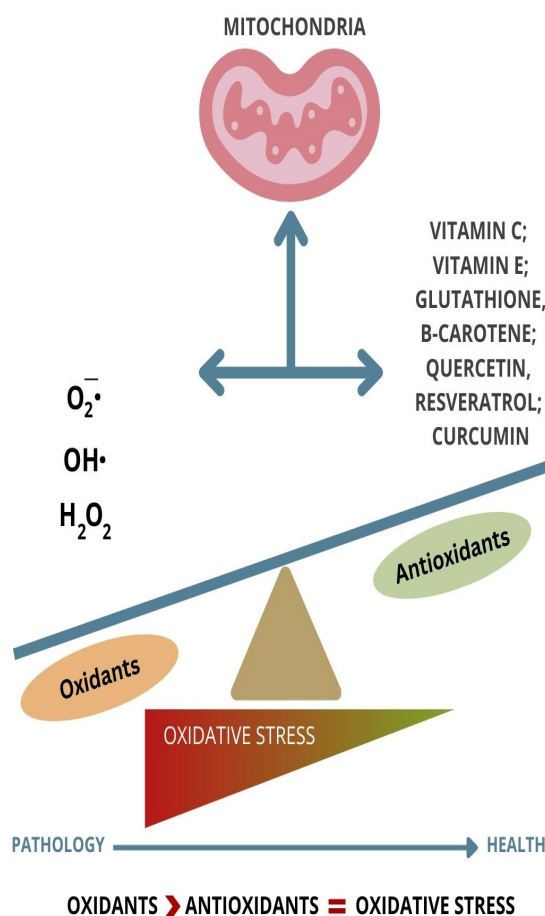 MITOCHONDRIA
VITAMIN C;
VITAMIN E;
GLUTATHIONE,
B-CAROTENE;
QUERCETIN,
RESVERATROL;
CURCUMIN
O₂⁻•
OH•
H₂O₂
Antioxidants
Oxidants
OXIDATIVE STRESS
PATHOLOGY HEALTH
OXIDANTS > ANTIOXIDANTS = OXIDATIVE STRESS